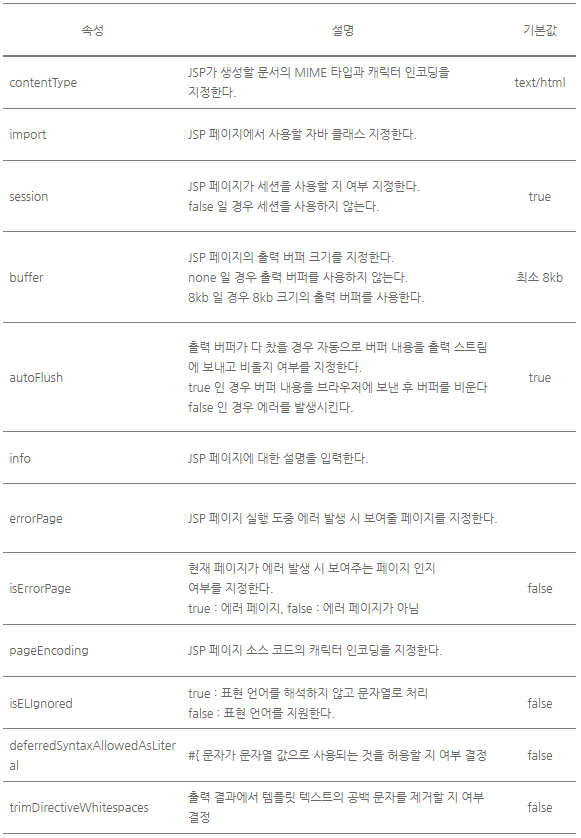 속성 설명 기본값
contentType JSP가 생성할 문서의 MIME 타입과 캐릭터 인코딩을 text/html
지정한다.
import JSP 페이지에서 사용할 자바 클래스 지정한다.
session JSP 페이지가 세션을 사용할 지 여부 지정한다. true
false 일 경우 세션을 사용하지 않는다.
buffer JSP 페이지의 출력 버퍼 크기를 지정한다. 최소 8kb
none 일 경우 출력 버퍼를 사용하지 않는다.
8kb 일 경우 8kb 크기의 출력 버퍼를 사용한다.
autoFlush 출력 버퍼가 다 찼을 경우 자동으로 버퍼 내용을 출력 스트림 true
에 보내고 비울지 여부를 지정한다.
true 인 경우 버퍼 내용을 브라우저에 보낸 후 버퍼를 비운다
false 인 경우 에러를 발생시킨다.
info JSP 페이지에 대한 설명을 입력한다.
errorPage JSP 페이지 실행 도중 에러 발생 시 보여줄 페이지를 지정한다.
isErrorPage 현재 페이지가 에러 발생 시 보여주는 페이지 인지 false
여부를 지정한다.
true : 에러 페이지, false : 에러 페이지가 아님
pageEncoding JSP 페이지 소스 코드의 캐릭터 인코딩을 지정한다.
isELIgnored true : 표현 언어를 해석하지 않고 문자열로 처리 false
false : 표현 언어를 지원한다.
deferredSyntaxAllowedAsLiter #{ 문자가 문자열 값으로 사용되는 것을 허용할 지 여부 결정 false
al
trimDirectiveWhitespaces 출력 결과에서 템플릿 텍스트의 공백 문자를 제거할 지 여부 false
결정